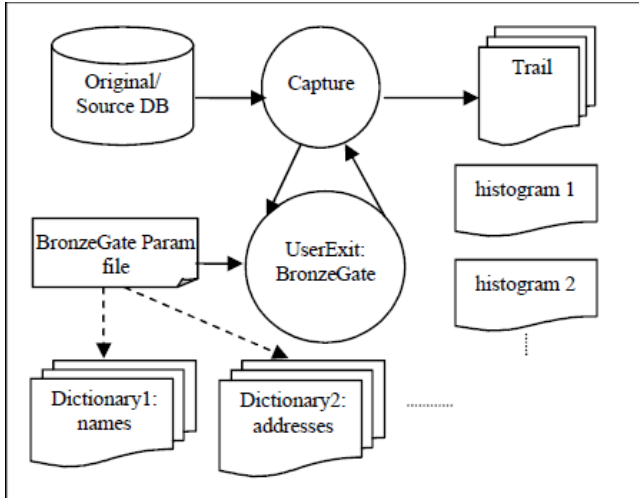 Original/
Source DB
Capture
Trail
histogram 1
BronzeGate Param
file
UserExit:
BronzeGate
histogram 2
Dictionary1:
names
Dictionary2:
addresses